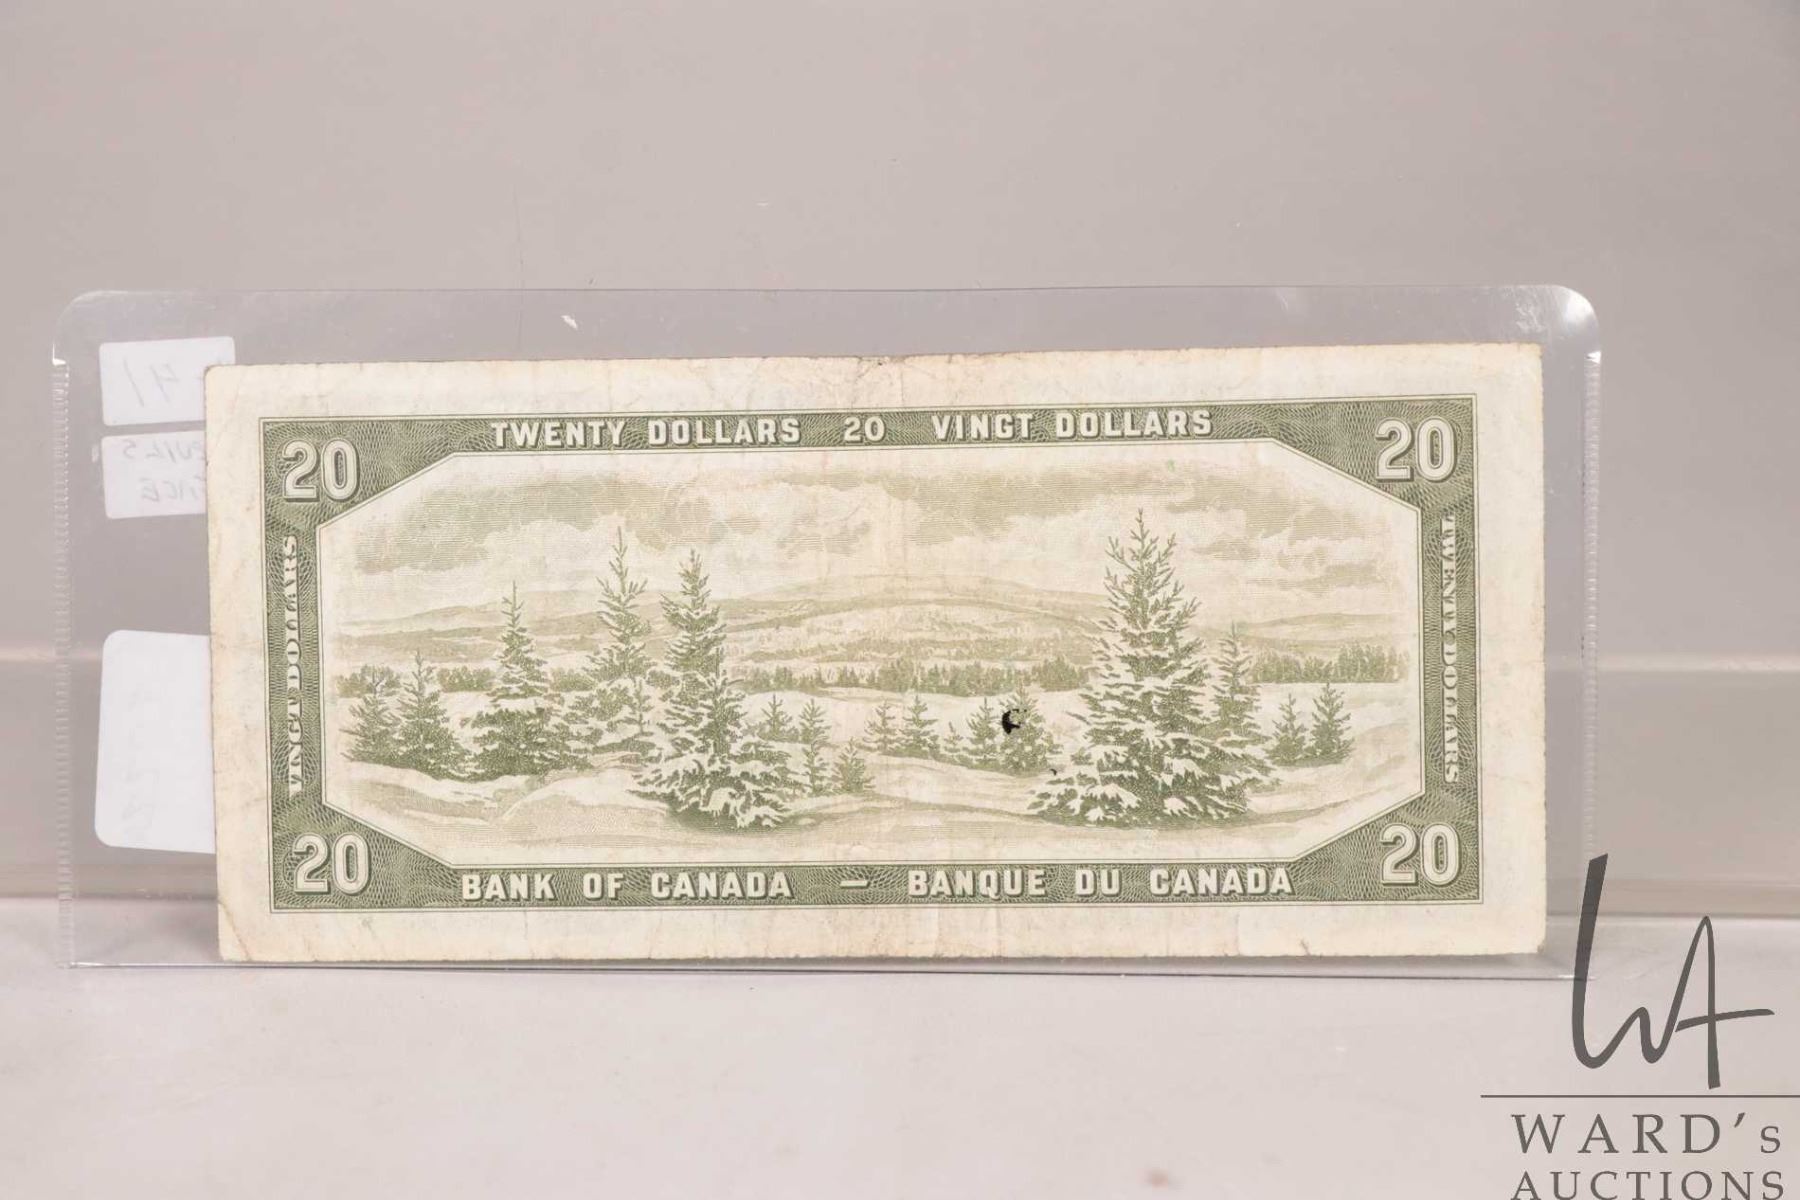 TWENTY DOLLARS 20 VINGT DOLLARS
20
20
VINGT DOLLARS
TWENTY DOLLARS
20
20
BANK OF CANADA — BANQUE DU CANADA
WARD's
AUCTIONS